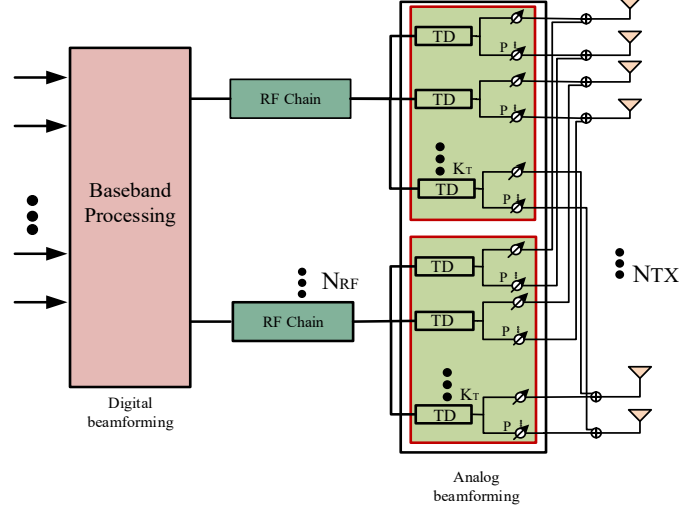 TD
P
RF Chain
TD
P
Baseband
Processing
KT
TD
P
NRF
TD
P
NTX
RF Chain
TD
P
KT
TD
P
Digital
beamforming
Analog
beamforming